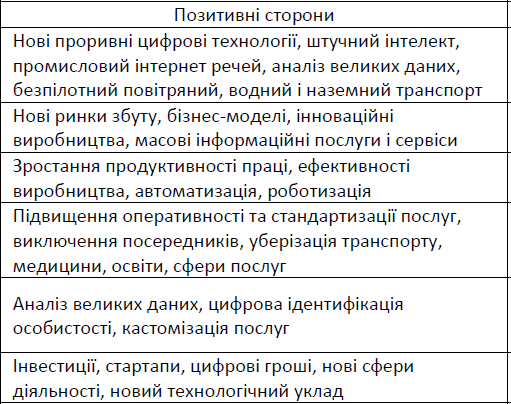 Позитивні сторони
Нові проривні цифрові технології, штучний інтелект,
промисловий інтернет речей, аналіз великих даних,
безпілотний повітряний, водний і наземний транспорт
Нові ринки збуту, бізнес-моделі, інноваційні
виробництва, масові інформаційні послуги і сервіси
Зростання продуктивності праці, ефективності
виробництва, автоматизація, роботизація
Підвищення оперативності та стандартизації послуг,
виключення посередників, уберізація транспорту,
медицини, освіти, сфери послуг
Аналіз великих даних, цифрова ідентифікація
особистості, кастомізація послуг
Інвестиції, стартапи, цифрові гроші, нові сфери
діяльності, новий технологічний уклад